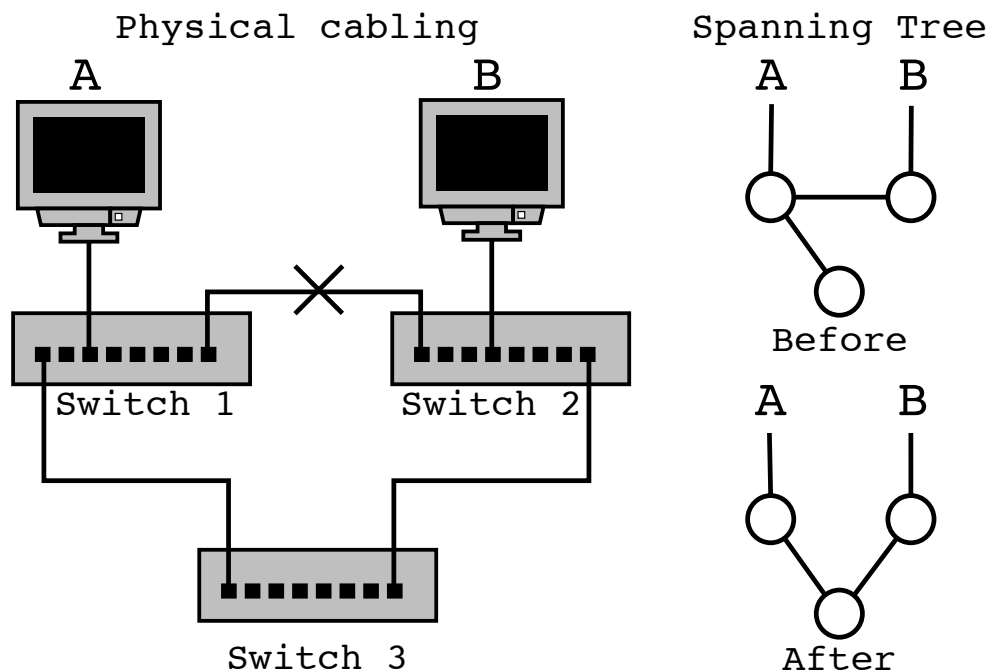 Physical cabling
Spanning Tree
A
B
A
B
Before
Switch 1
Switch 2
A
B
Switch 3
After